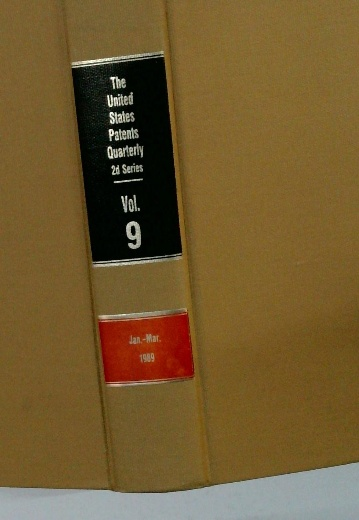 The
United
States
Patents
Quarterly
2d Series
Vol.
9
Jan.-Mar.
1989